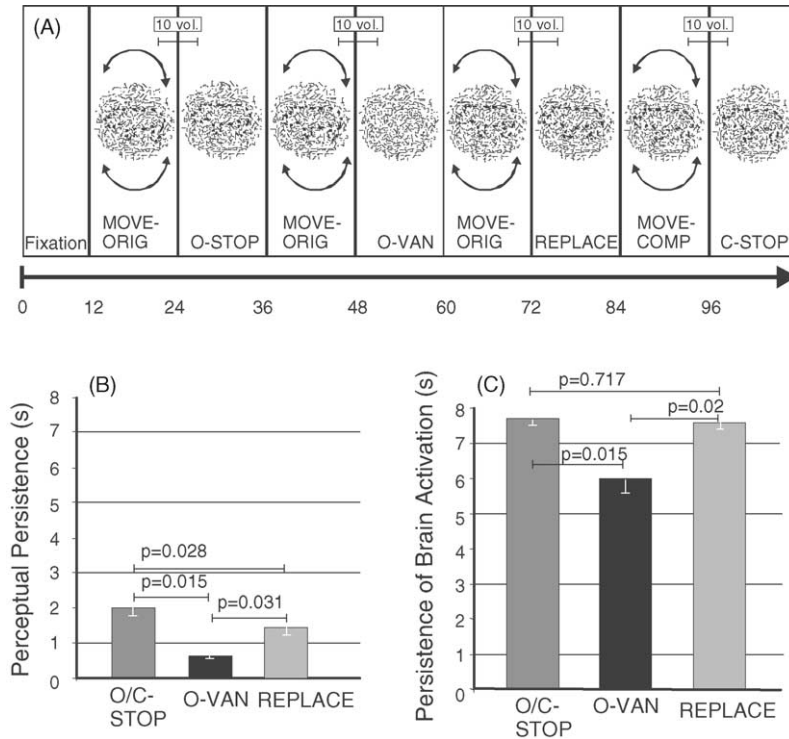 (A)
10 vol. 10 vol. 10 vol. 10 vol.
Fixation MOVE-ORIG O-STOP MOVE-ORIG O-VAN MOVE-ORIG REPLACE MOVE-COMP C-STOP
0 12 24 36 48 60 72 84 96
(B)
Perceptual Persistence (s)
8
7
6
5
4
3
2
1
0
p=0.028
p=0.015
p=0.031
O/C-STOP O-VAN REPLACE
(C)
Persistence of Brain Activation (s)
8
7
6
5
4
3
2
1
0
p=0.717
p=0.02
p=0.015
O/C-STOP O-VAN REPLACE